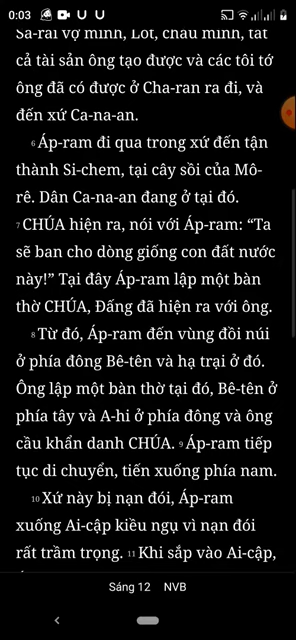 0:03
Sa-rai vợ mình, Lót, cháu mình, tất
cả tài sản ông tạo được và các tôi tớ
ông đã có được ở Cha-ran ra đi, và
đến xứ Ca-na-an.
6 Áp-ram đi qua trong xứ đến tận
thành Si-chem, tại cây sồi của Mô-
rê. Dân Ca-na-an đang ở tại đó.
7 CHÚA hiện ra, nói với Áp-ram: “Ta
sẽ ban cho dòng giống con đất nước
này!” Tại đây Áp-ram lập một bàn
thờ CHÚA, Đấng đã hiện ra với ông.
8 Từ đó, Áp-ram đến vùng đồi núi
ở phía đông Bê-tên và hạ trại ở đó.
Ông lập một bàn thờ tại đó, Bê-tên ở
phía tây và A-hi ở phía đông và ông
cầu khẩn danh CHÚA. 9 Áp-ram tiếp
tục di chuyển, tiến xuống phía nam.
10 Xứ này bị nạn đói, Áp-ram
xuống Ai-cập kiều ngụ vì nạn đói
rất trầm trọng. 11 Khi sắp vào Ai-cập,
Sáng 12 NVB